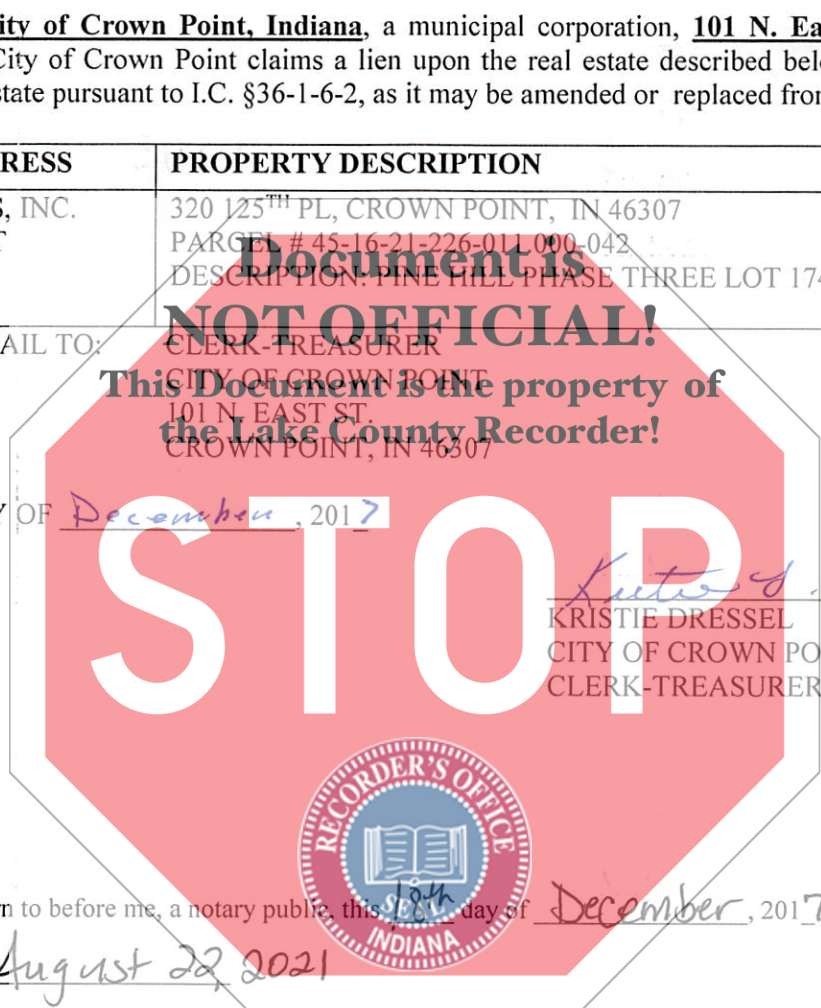 ity of Crown Point, Indiana, a municipal corporation, 101 N. Ea
City of Crown Point claims a lien upon the real estate described bel
state pursuant to I.C. §36-1-6-2, as it may be amended or replaced from
RESS PROPERTY DESCRIPTION
S, INC. 320 125TH PL, CROWN POINT, IN 46307
T PARCEL # 45-16-21-226-011.000-042
DESCRIPTION: PINE HILL PHASE THREE LOT 174
Document is
NOT OFFICIAL!
This Document is the property of
the Lake County Recorder!
AIL TO: CLERK-TREASURER
CITY OF CROWN POINT
101 N. EAST ST.
CROWN POINT, IN 46307
Y OF December, 2017
STOP
KRISTIE DRESSEL
CITY OF CROWN PO
CLERK-TREASURER
RECORDER'S OFFICE
SEAL
INDIANA
n to before me, a notary public, this 18th day of December, 2017
August 22, 2021